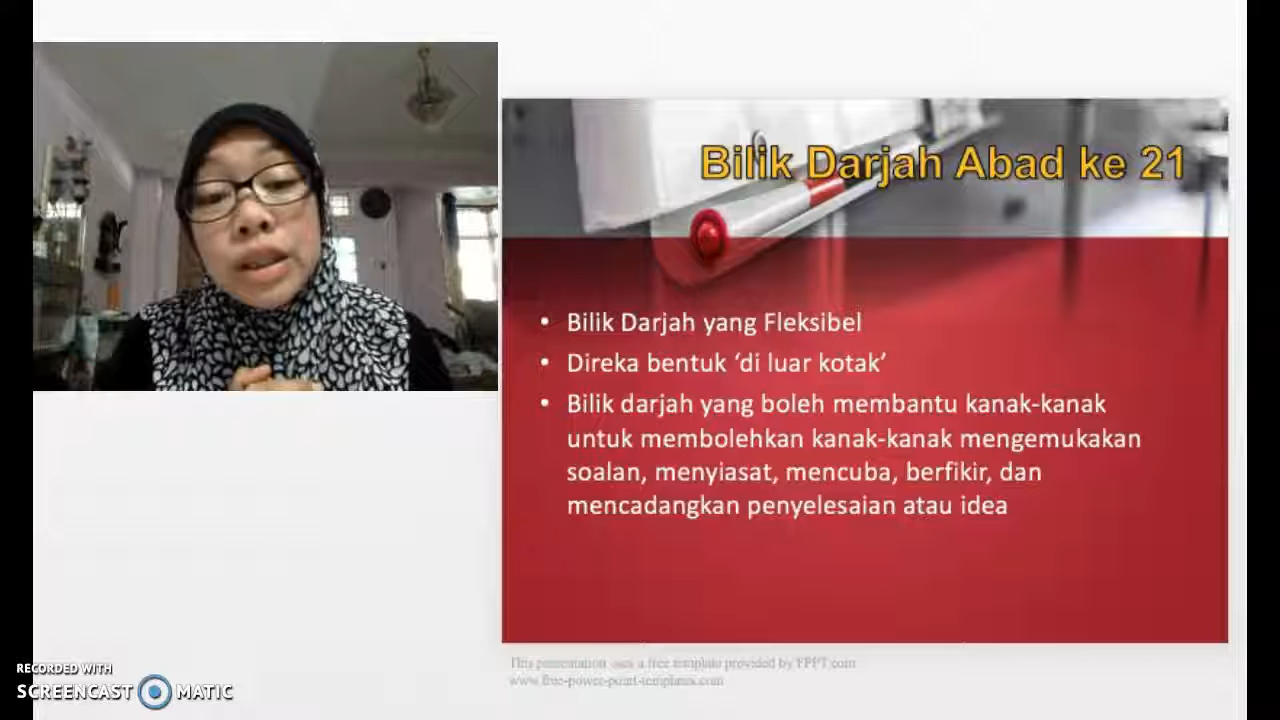 Bilik Darjah Abad ke 21
• Bilik Darjah yang Fleksibel
• Direka bentuk ‘di luar kotak’
• Bilik darjah yang boleh membantu kanak-kanak
untuk membolehkan kanak-kanak mengemukakan
soalan, menyiasat, mencuba, berfikir, dan
mencadangkan penyelesaian atau idea
This presentation uses a free template provided by FPPT.com
www.free-power-point-templates.com
RECORDED WITH
SCREENCAST MATIC